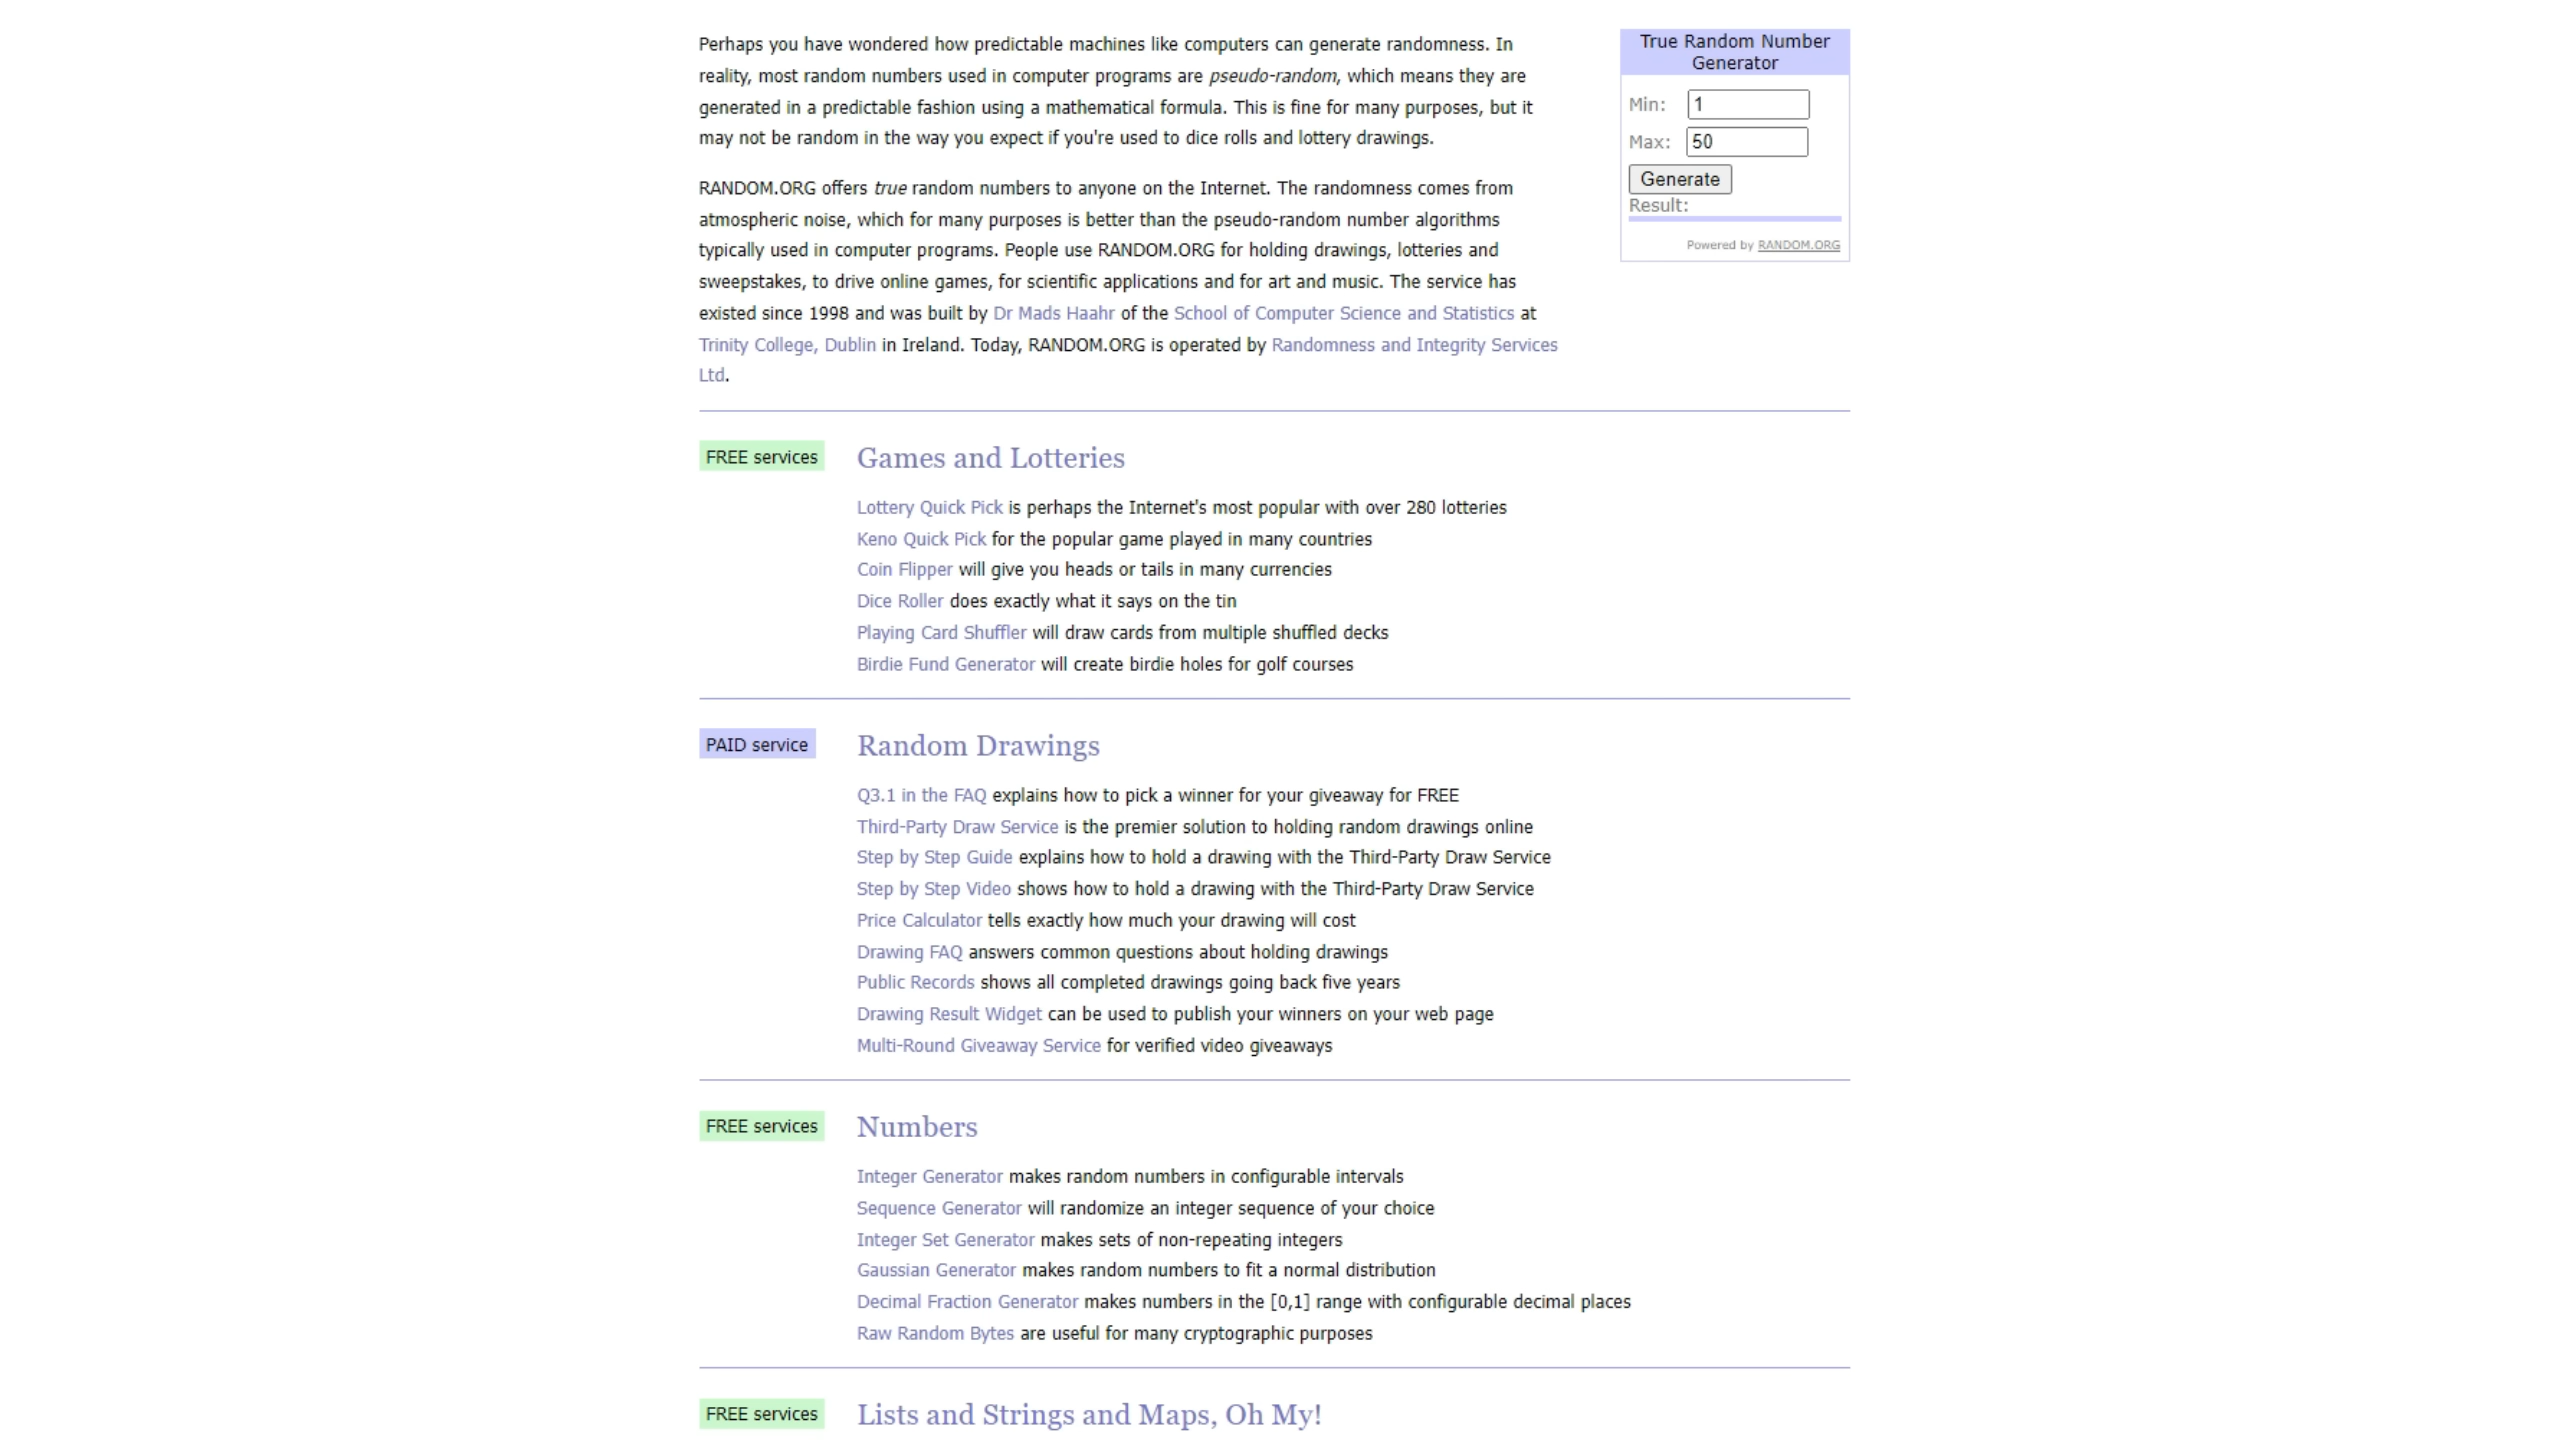 Perhaps you have wondered how predictable machines like computers can generate randomness. In
reality, most random numbers used in computer programs are pseudo-random, which means they are
generated in a predictable fashion using a mathematical formula. This is fine for many purposes, but it
may not be random in the way you expect if you're used to dice rolls and lottery drawings.
RANDOM.ORG offers true random numbers to anyone on the Internet. The randomness comes from
atmospheric noise, which for many purposes is better than the pseudo-random number algorithms
typically used in computer programs. People use RANDOM.ORG for holding drawings, lotteries and
sweepstakes, to drive online games, for scientific applications and for art and music. The service has
existed since 1998 and was built by Dr Mads Haahr of the School of Computer Science and Statistics at
Trinity College, Dublin in Ireland. Today, RANDOM.ORG is operated by Randomness and Integrity Services
Ltd.
True Random Number
Generator
Min: 1
Max: 50
Generate
Result:
Powered by RANDOM.ORG
FREE services
Games and Lotteries
Lottery Quick Pick is perhaps the Internet's most popular with over 280 lotteries
Keno Quick Pick for the popular game played in many countries
Coin Flipper will give you heads or tails in many currencies
Dice Roller does exactly what it says on the tin
Playing Card Shuffler will draw cards from multiple shuffled decks
Birdie Fund Generator will create birdie holes for golf courses
PAID service
Random Drawings
Q3.1 in the FAQ explains how to pick a winner for your giveaway for FREE
Third-Party Draw Service is the premier solution to holding random drawings online
Step by Step Guide explains how to hold a drawing with the Third-Party Draw Service
Step by Step Video shows how to hold a drawing with the Third-Party Draw Service
Price Calculator tells exactly how much your drawing will cost
Drawing FAQ answers common questions about holding drawings
Public Records shows all completed drawings going back five years
Drawing Result Widget can be used to publish your winners on your web page
Multi-Round Giveaway Service for verified video giveaways
FREE services
Numbers
Integer Generator makes random numbers in configurable intervals
Sequence Generator will randomize an integer sequence of your choice
Integer Set Generator makes sets of non-repeating integers
Gaussian Generator makes random numbers to fit a normal distribution
Decimal Fraction Generator makes numbers in the [0,1] range with configurable decimal places
Raw Random Bytes are useful for many cryptographic purposes
FREE services
Lists and Strings and Maps, Oh My!